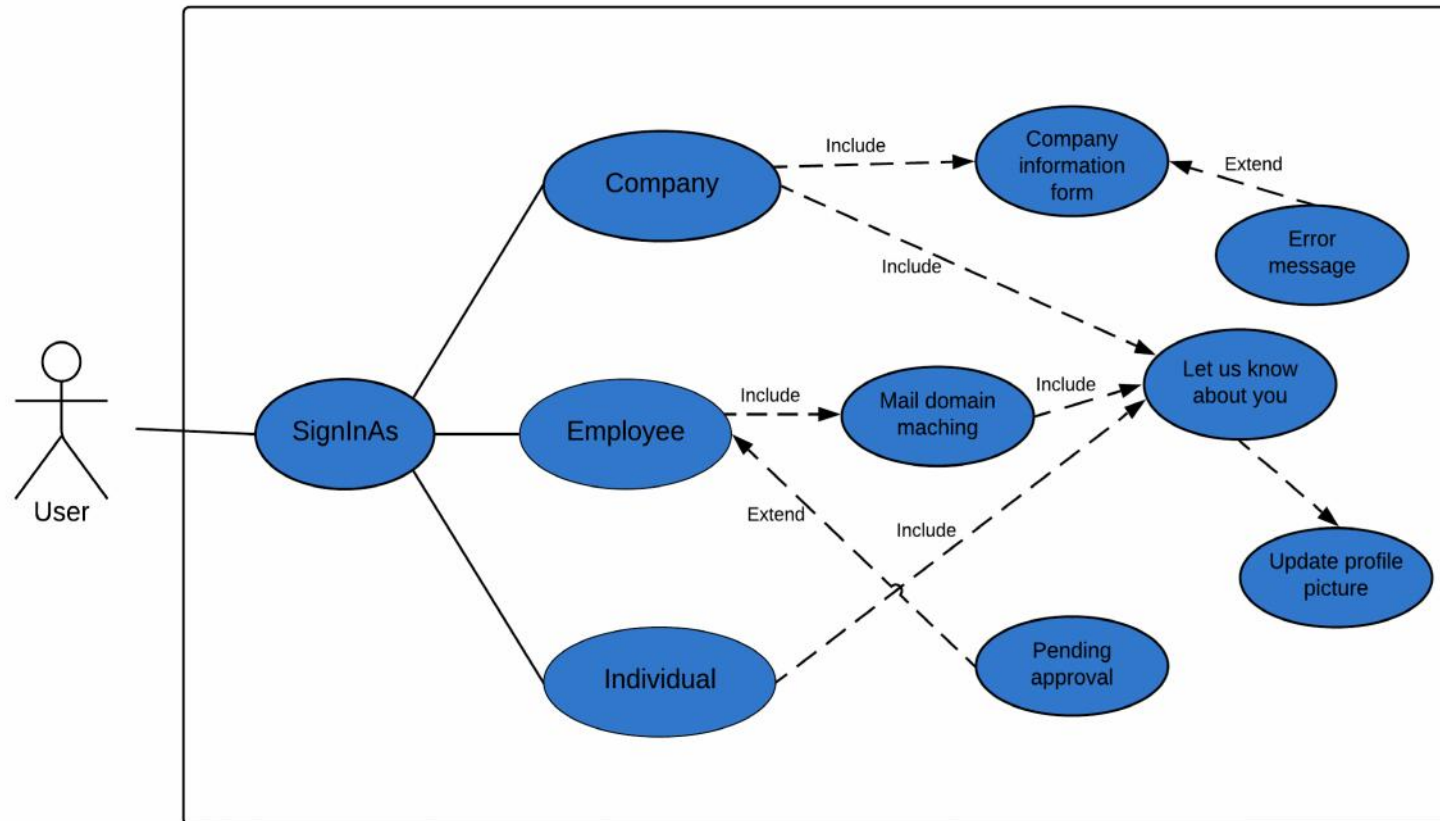 Company
Include
Company
information
form
Extend
Error
message
Include
User
SignInAs
Employee
Include
Mail domain
maching
Include
Let us know
about you
Extend
Include
Update profile
picture
Individual
Pending
approval